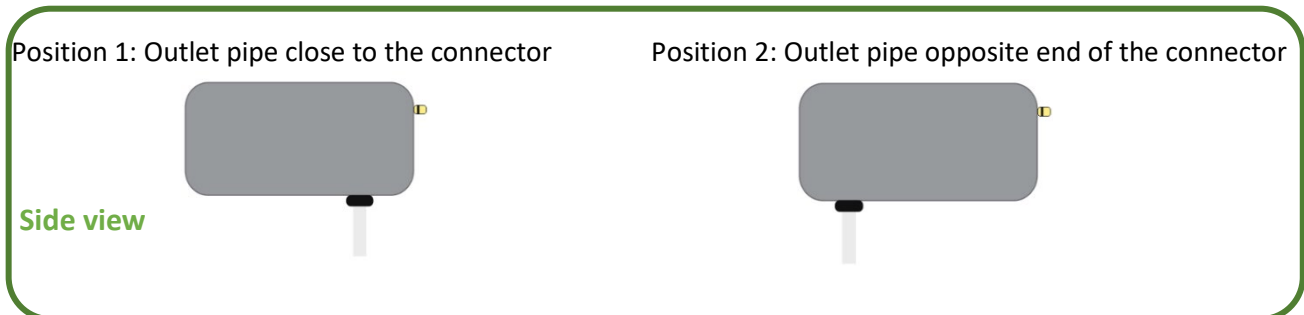 Position 1: Outlet pipe close to the connector
Position 2: Outlet pipe opposite end of the connector
Side view